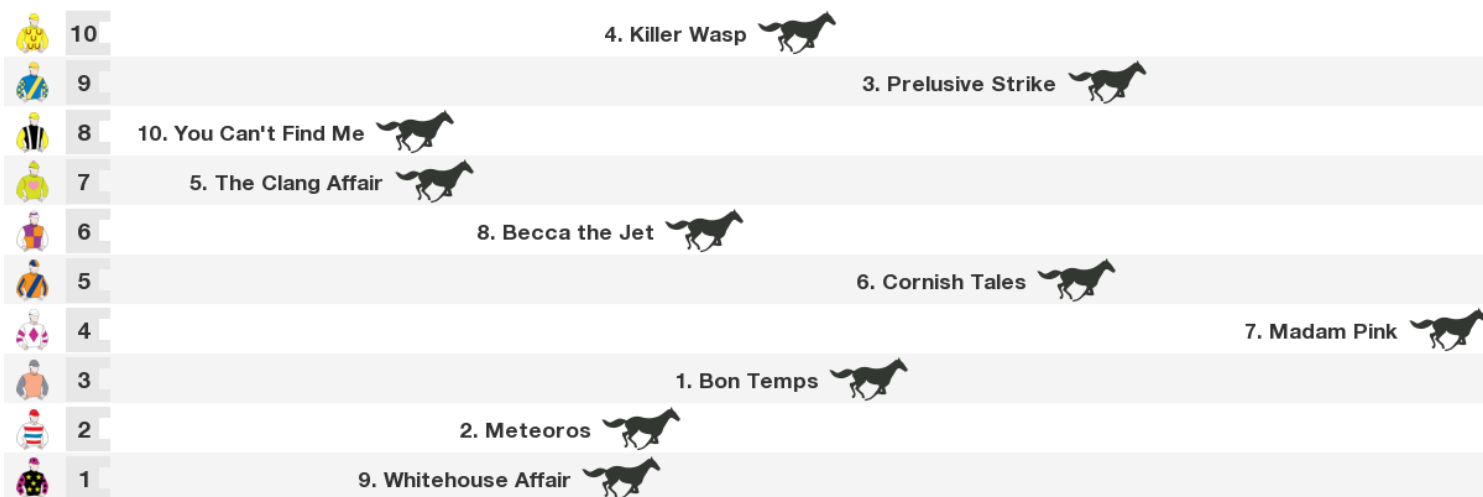 10 4. Killer Wasp
9 3. Prelusive Strike
8 10. You Can't Find Me
7 5. The Clang Affair
6 8. Becca the Jet
5 6. Cornish Tales
4 7. Madam Pink
3 1. Bon Temps
2 2. Meteoros
1 9. Whitehouse Affair